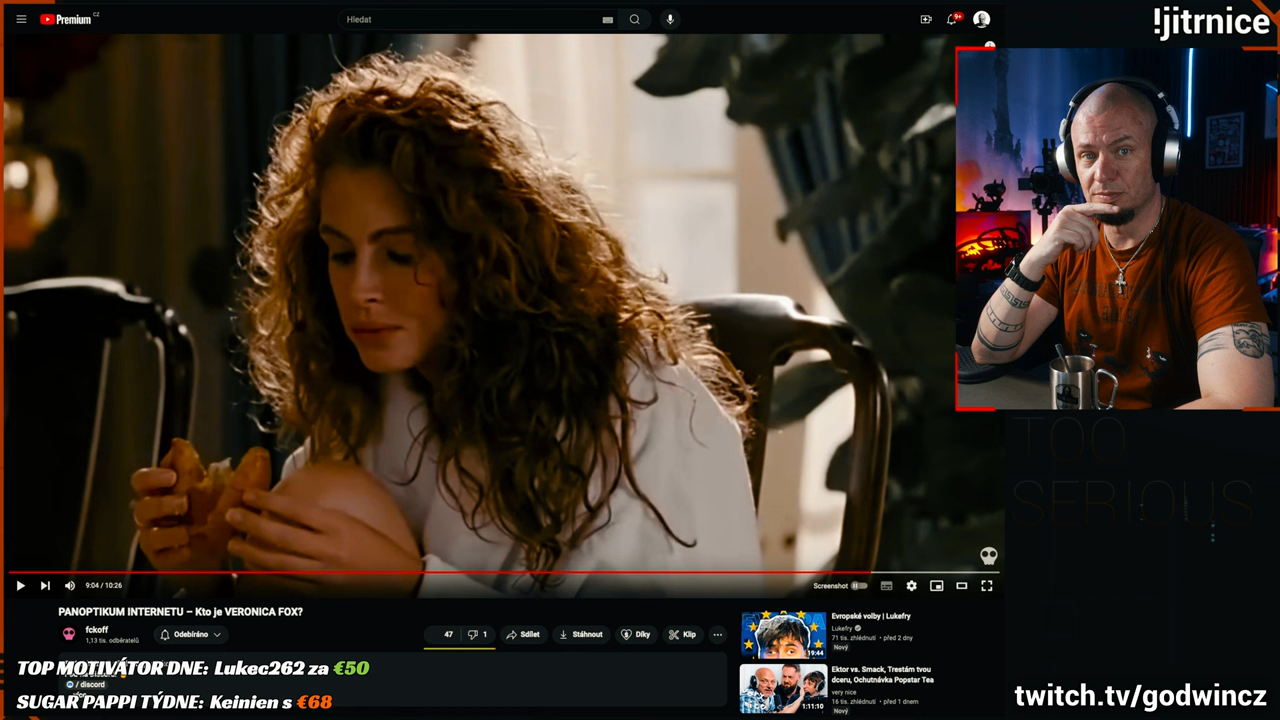 Premium CZ
Hledat
9+
!jitrnice
9:04 / 10:26
Screenshot
PANOPTIKUM INTERNETU – Kto je VERONICA FOX?
fckoff
1,13 tis. odběratelů
Odebíráno
47
1
Sdílet
Stáhnout
Díky
Klip
TOP MOTIVÁTOR DNE: Lukec262 za €50
/ discord
SUGAR PAPPI TÝDNE: Keinien s €68
19:44
Evropské volby | Lukefry
Lukefry
71 tis. zhlédnutí • před 2 dny
Nový
1:11:10
Ektor vs. Smack, Trestám tvou
dceru, Ochutnávka Popstar Tea
very nice
16 tis. zhlédnutí • před 1 dnem
Nový
TOO
SERIOUS
twitch.tv/godwincz